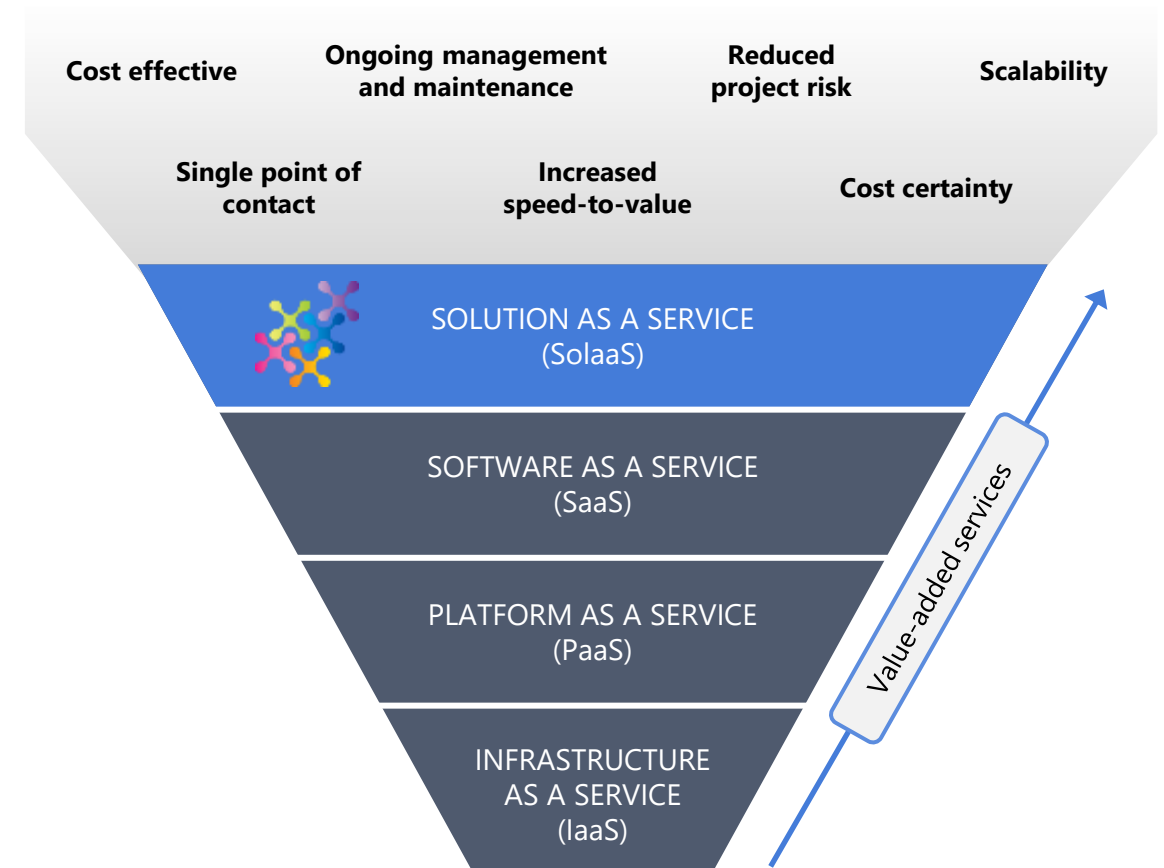 Cost effective
Ongoing management
and maintenance
Reduced
project risk
Scalability
Single point of
contact
Increased
speed-to-value
Cost certainty
SOLUTION AS A SERVICE
(SolaaS)
SOFTWARE AS A SERVICE
(SaaS)
PLATFORM AS A SERVICE
(PaaS)
INFRASTRUCTURE
AS A SERVICE
(IaaS)
Value-added services